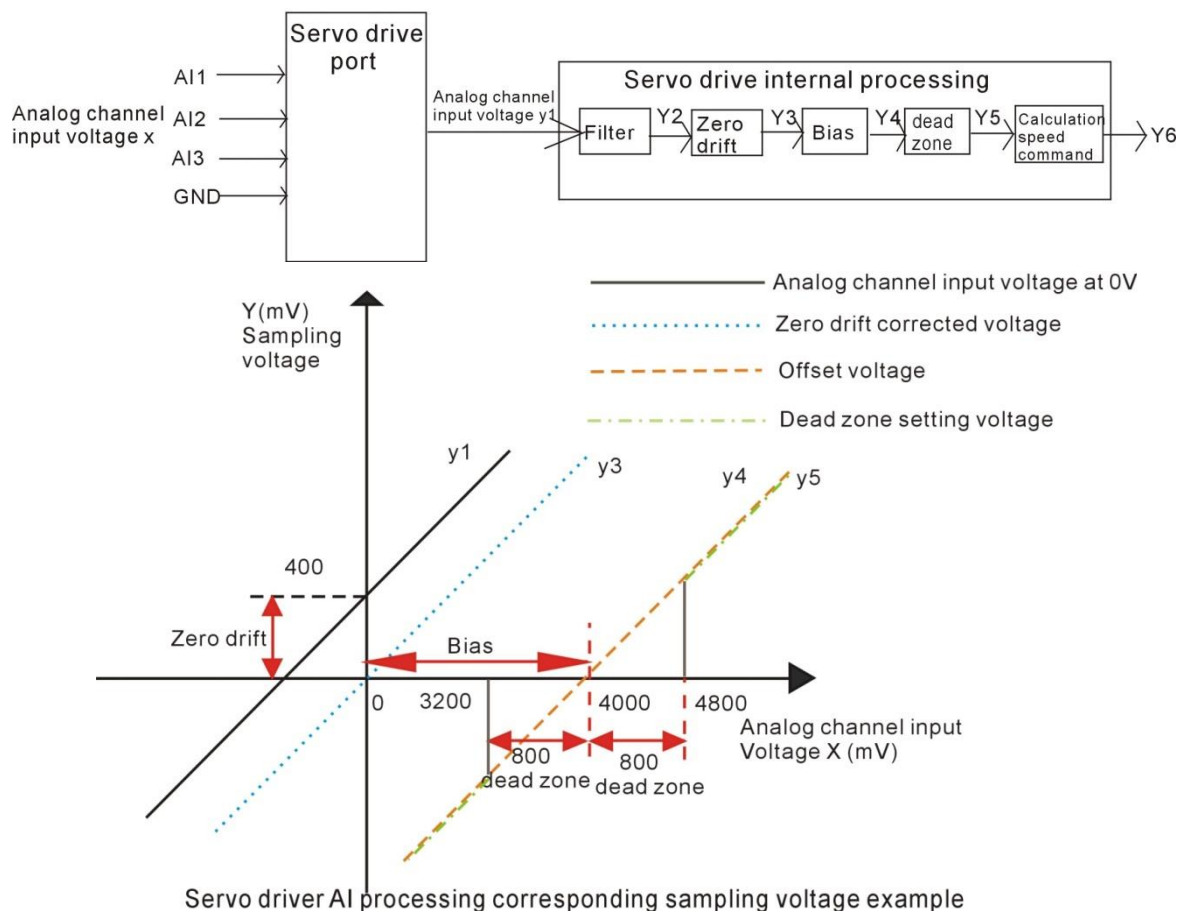 Servo drive
port
AI1
AI2
AI3
GND
Analog channel
input voltage x
Analog channel
input voltage y1
Servo drive internal processing
Filter
Y2
Zero
drift
Y3
Bias
Y4
dead
zone
Y5
Calculation
speed
command
Y6
Y(mV)
Sampling
voltage
Analog channel input voltage at 0V
Zero drift corrected voltage
Offset voltage
Dead zone setting voltage
y1
y3
y4
y5
400
Zero drift
Bias
0
3200
4000
4800
Analog channel input
Voltage X (mV)
800
dead zone
800
dead zone
Servo driver AI processing corresponding sampling voltage example